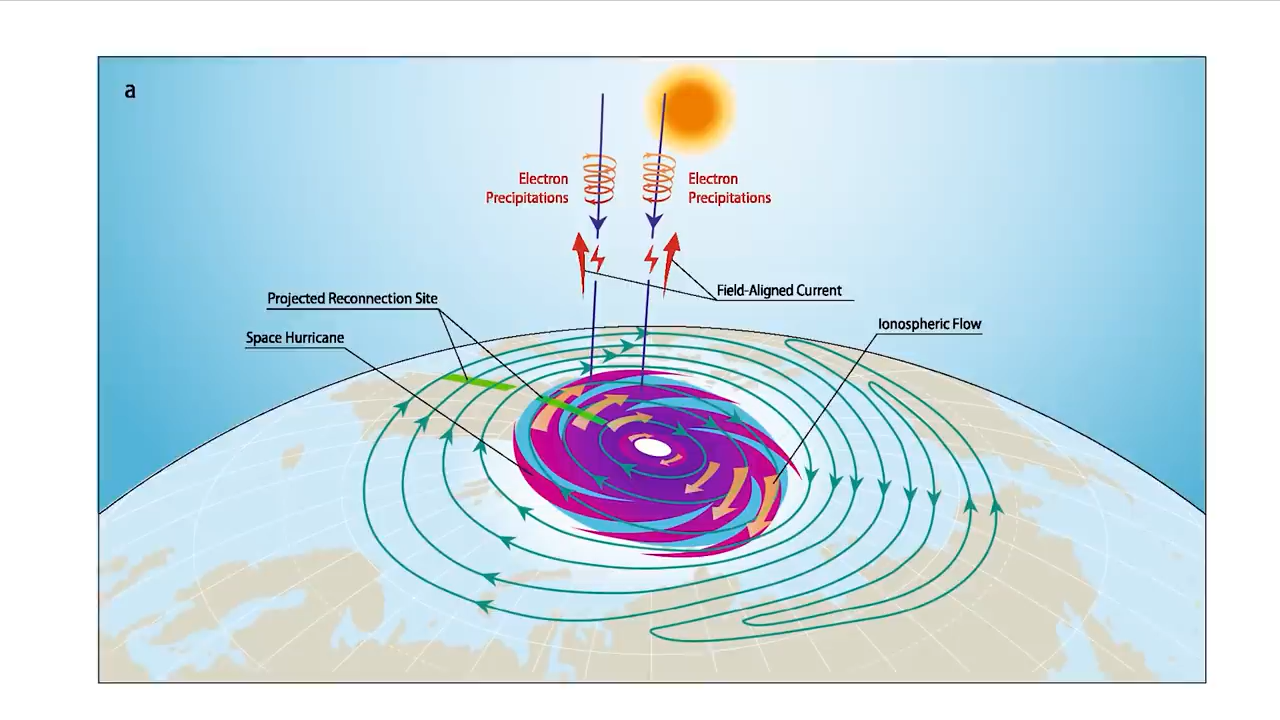 a
Electron
Precipitations
Electron
Precipitations
Field-Aligned Current
Projected Reconnection Site
Ionospheric Flow
Space Hurricane